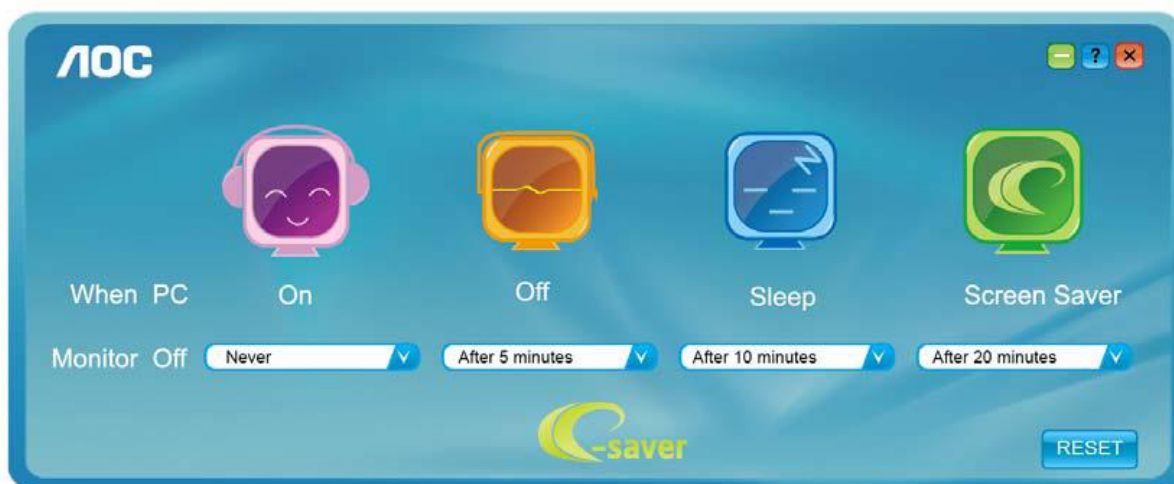 AOC
?
When PC On Off Sleep Screen Saver
Monitor Off Never After 5 minutes After 10 minutes After 20 minutes
e-saver
RESET